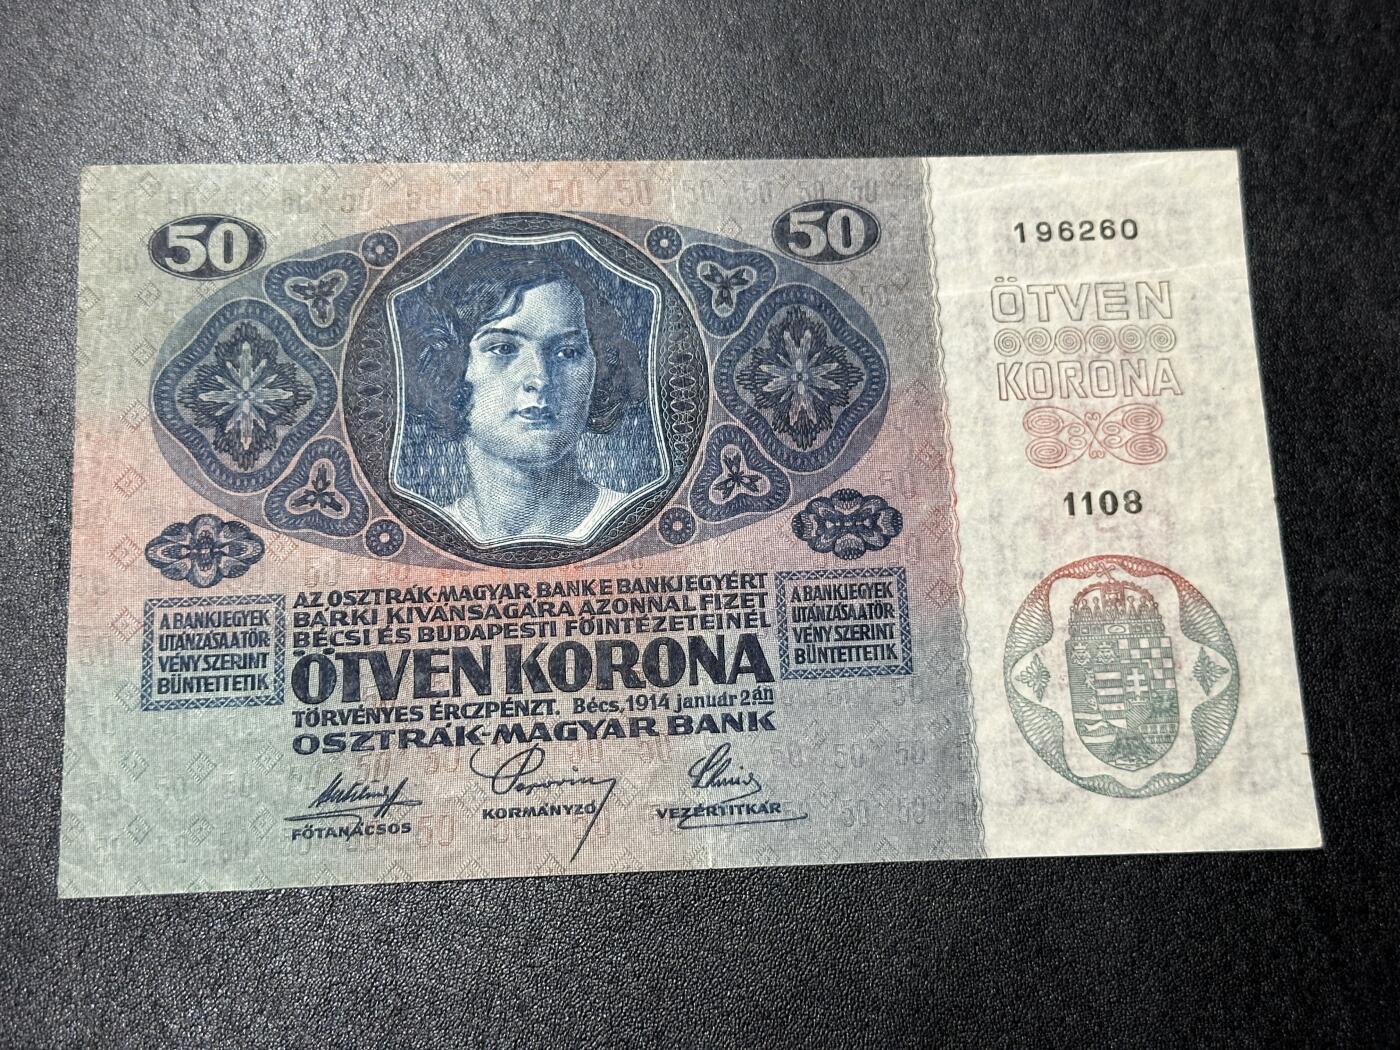 50
50
196260
ÖTVEN
KORONA
1108
AZ OSZTRÁK-MAGYAR BANK E BANKJEGYÉRT
BÁRKI KIVÁNSÁGÁRA AZONNAL FIZET
BÉCSI ÉS BUDAPESTI FŐINTÉZETEINÉL
ÖTVEN KORONA
TÖRVÉNYES ÉRCZPÉNZT. Bécs, 1914 január 2án
OSZTRÁK-MAGYAR BANK
A BANKJEGYEK
UTÁNZÁSA A TÖR-
VÉNY SZERINT
BÜNTETTETIK
A BANKJEGYEK
UTÁNZÁSA A TÖR-
VÉNY SZERINT
BÜNTETTETIK
FŐTANÁCSOS
KORMÁNYZÓ
VEZÉRTITKÁR